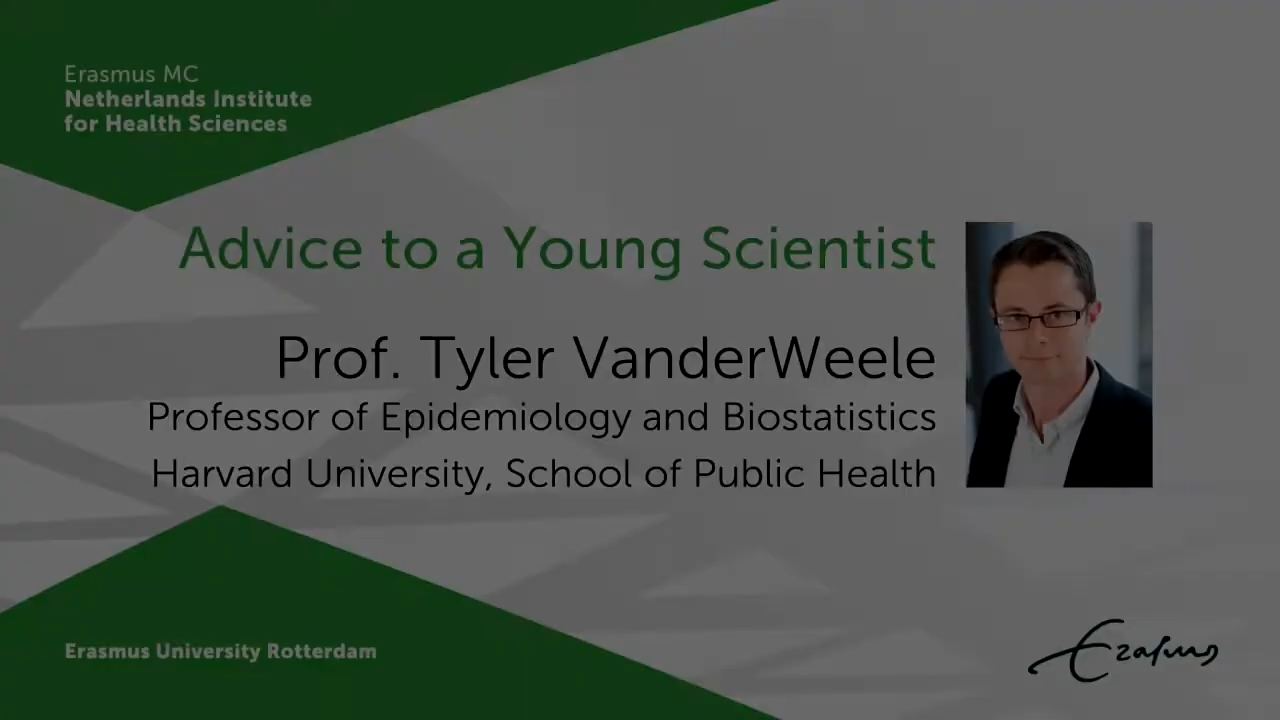 Erasmus MC
Netherlands Institute
for Health Sciences
Advice to a Young Scientist
Prof. Tyler VanderWeele
Professor of Epidemiology and Biostatistics
Harvard University, School of Public Health
Erasmus University Rotterdam
Erasmus